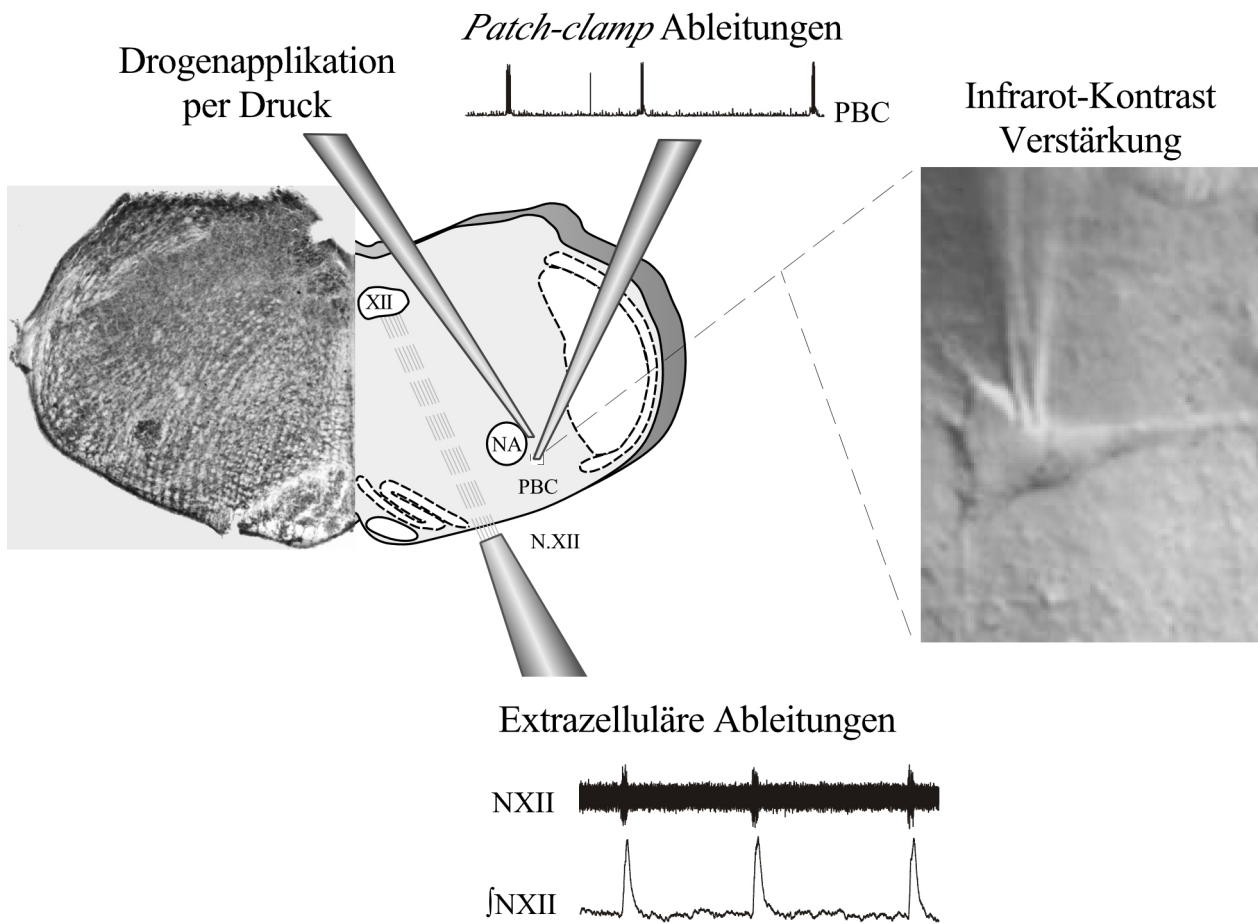 Patch-clamp Ableitungen
Drogenapplikation
per Druck
PBC
Infrarot-Kontrast
Verstärkung
XII
NA
PBC
N.XII
Extrazelluläre Ableitungen
NXII
∫NXII